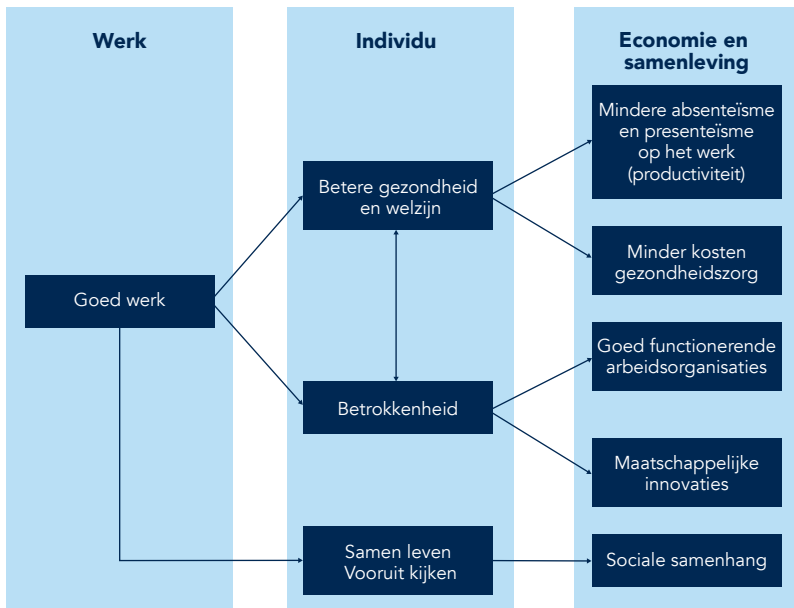 Werk
Individu
Economie en
samenleving
Goed werk
Betere gezondheid
en welzijn
Betrokkenheid
Samen leven
Vooruit kijken
Mindere absenteïsme
en presenteïsme
op het werk
(productiviteit)
Minder kosten
gezondheidszorg
Goed functionerende
arbeidsorganisaties
Maatschappelijke
innovaties
Sociale samenhang